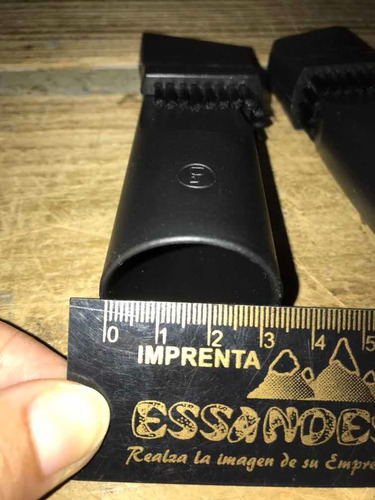 0 1 2 3 4 5
IMPRENTA
ESSANDES
Realza la imagen de su Empre